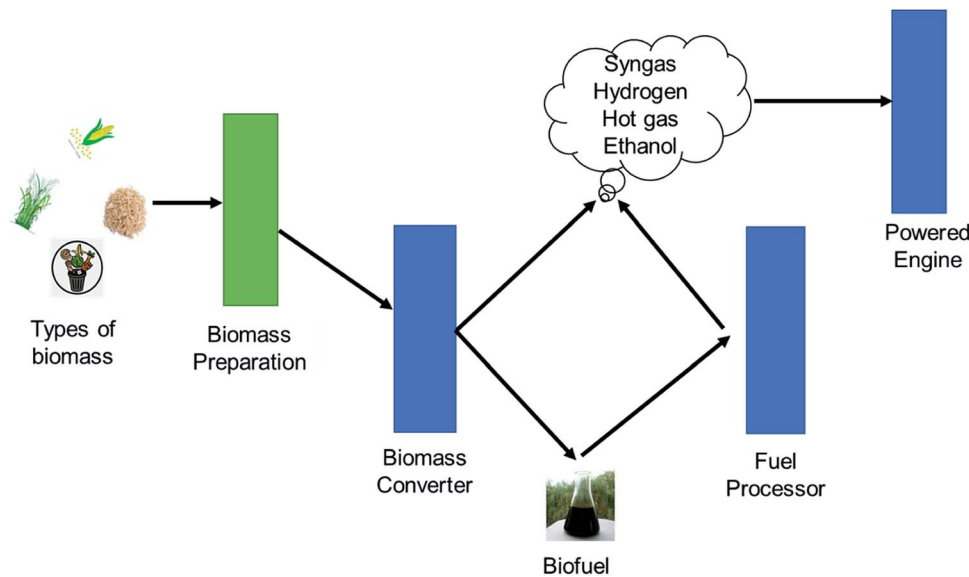 Types of
biomass
Biomass
Preparation
Biomass
Converter
Biofuel
Syngas
Hydrogen
Hot gas
Ethanol
Fuel
Processor
Powered
Engine